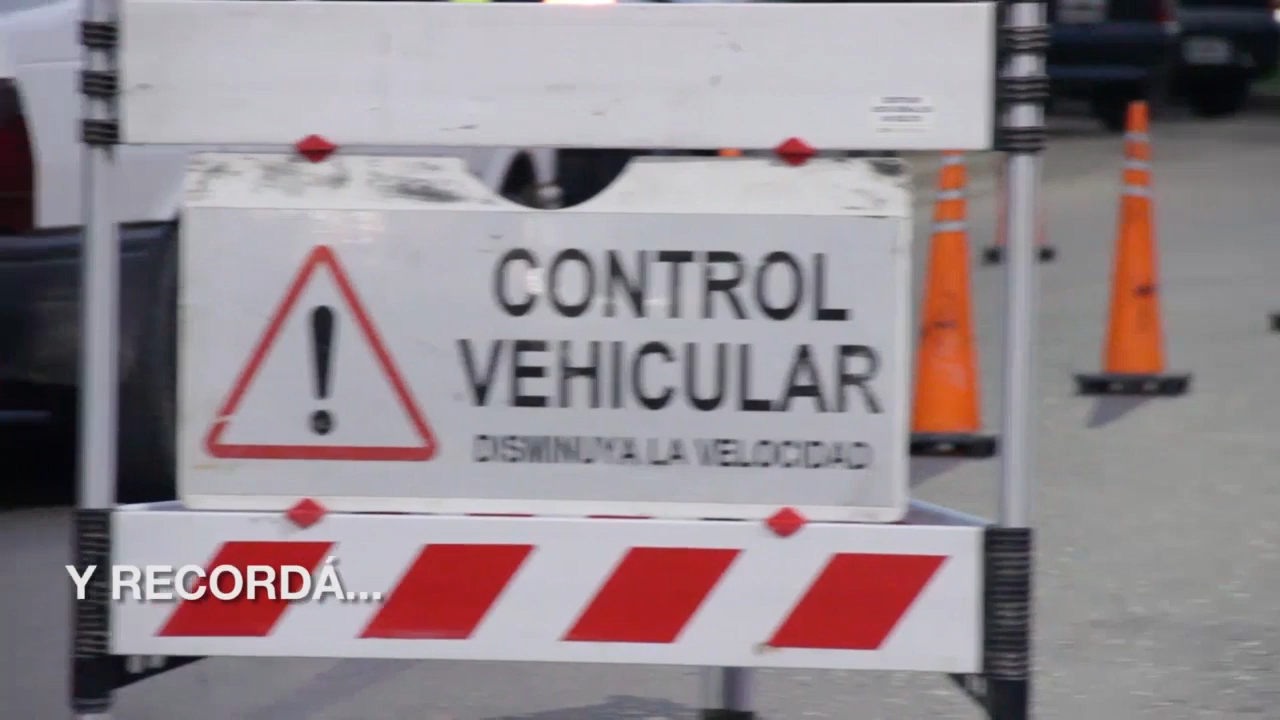 CONTROL
VEHICULAR
DISMINUYA LA VELOCIDAD
Y RECORDÁ...